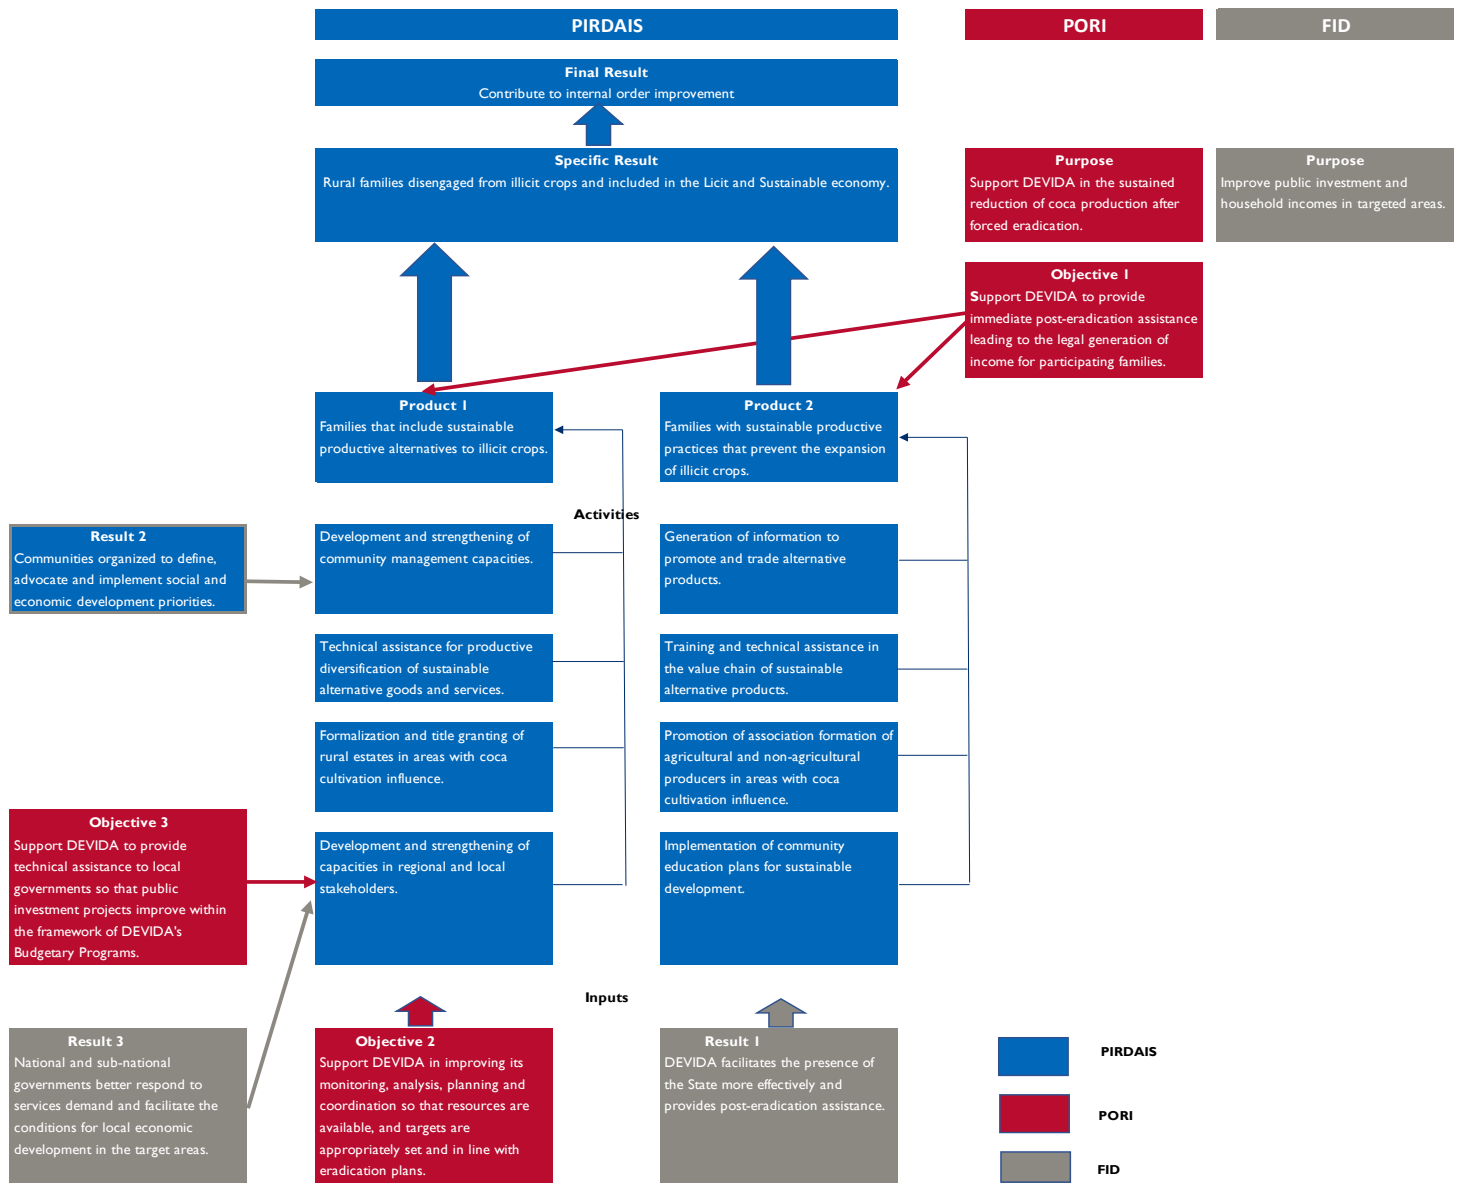 PIRDAIS
PORI
FID
Final Result
Contribute to internal order improvement
Specific Result
Rural families disengaged from illicit crops and included in the Licit and Sustainable economy.
Purpose
Support DEVIDA in the sustained
reduction of coca production after
forced eradication.
Purpose
Improve public investment and
household incomes in targeted areas.
Objective 1
Support DEVIDA to provide
immediate post-eradication assistance
leading to the legal generation of
income for participating families.
Product 1
Families that include sustainable
productive alternatives to illicit crops.
Product 2
Families with sustainable productive
practices that prevent the expansion
of illicit crops.
Activities
Result 2
Communities organized to define,
advocate and implement social and
economic development priorities.
Development and strengthening of
community management capacities.
Generation of information to
promote and trade alternative
products.
Technical assistance for productive
diversification of sustainable
alternative goods and services.
Training and technical assistance in
the value chain of sustainable
alternative products.
Formalization and title granting of
rural estates in areas with coca
cultivation influence.
Promotion of association formation of
agricultural and non-agricultural
producers in areas with coca
cultivation influence.
Objective 3
Support DEVIDA to provide
technical assistance to local
governments so that public
investment projects improve within
the framework of DEVIDA's
Budgetary Programs.
Development and strengthening of
capacities in regional and local
stakeholders.
Implementation of community
education plans for sustainable
development.
Inputs
Result 3
National and sub-national
governments better respond to
services demand and facilitate the
conditions for local economic
development in the target areas.
Objective 2
Support DEVIDA in improving its
monitoring, analysis, planning and
coordination so that resources are
available, and targets are
appropriately set and in line with
eradication plans.
Result 1
DEVIDA facilitates the presence of
the State more effectively and
provides post-eradication assistance.
PIRDAIS
PORI
FID